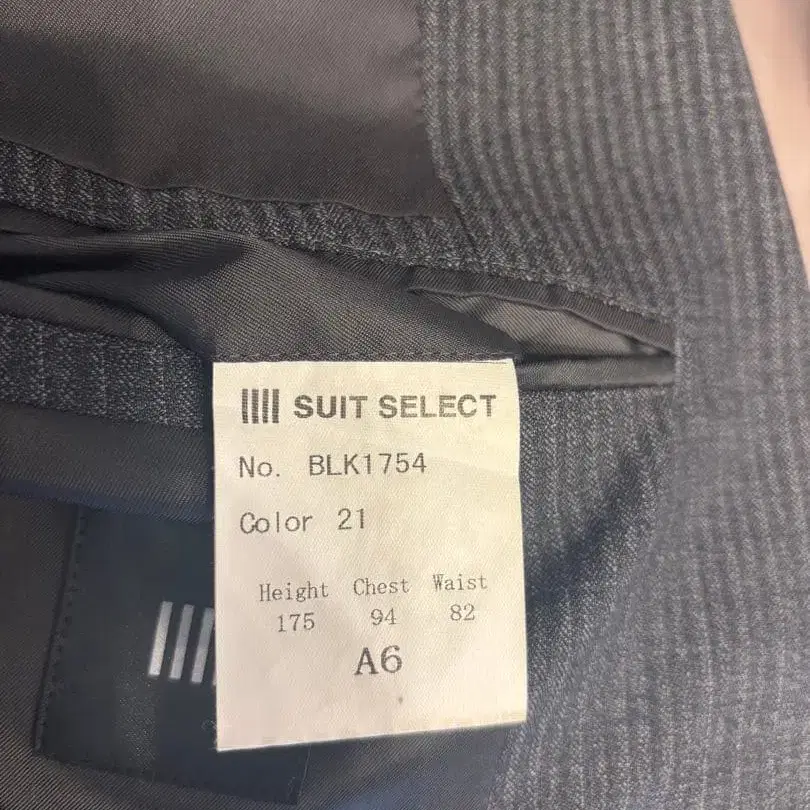 SUIT SELECT
No. BLK1754
Color 21
Height Chest Waist
175 94 82
A6